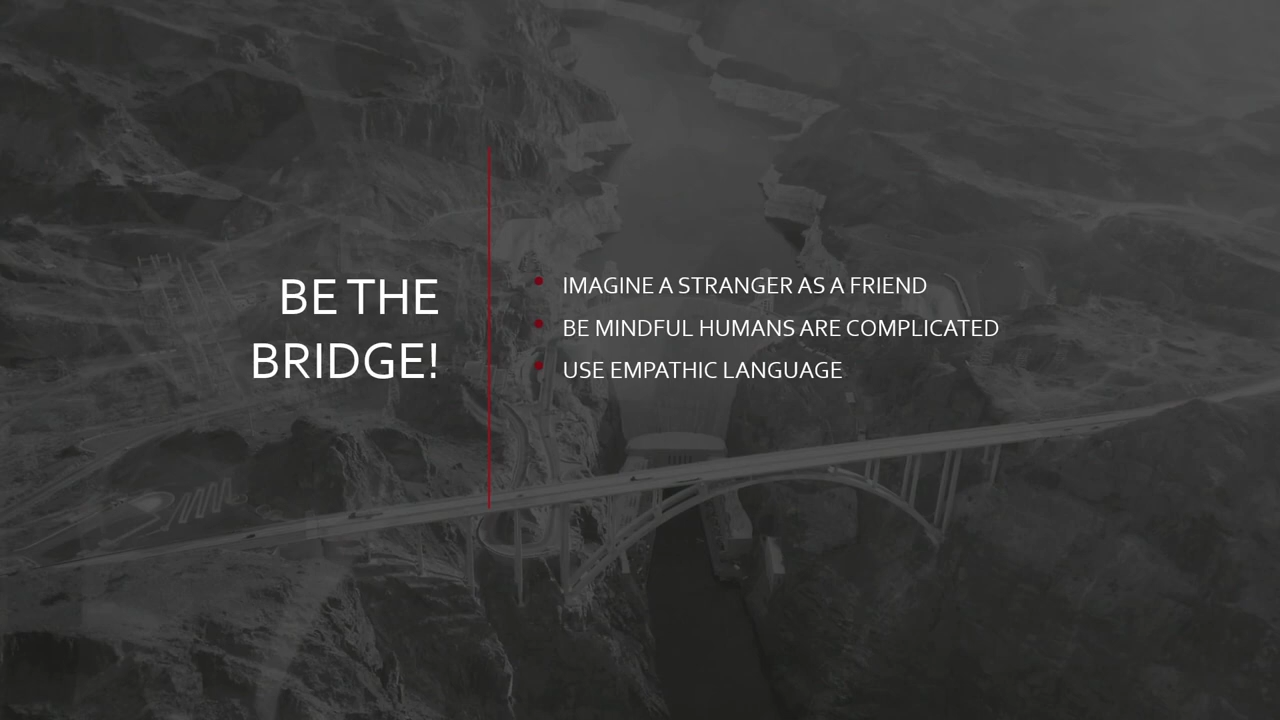 BE THE
BRIDGE!
IMAGINE A STRANGER AS A FRIEND
BE MINDFUL HUMANS ARE COMPLICATED
USE EMPATHIC LANGUAGE